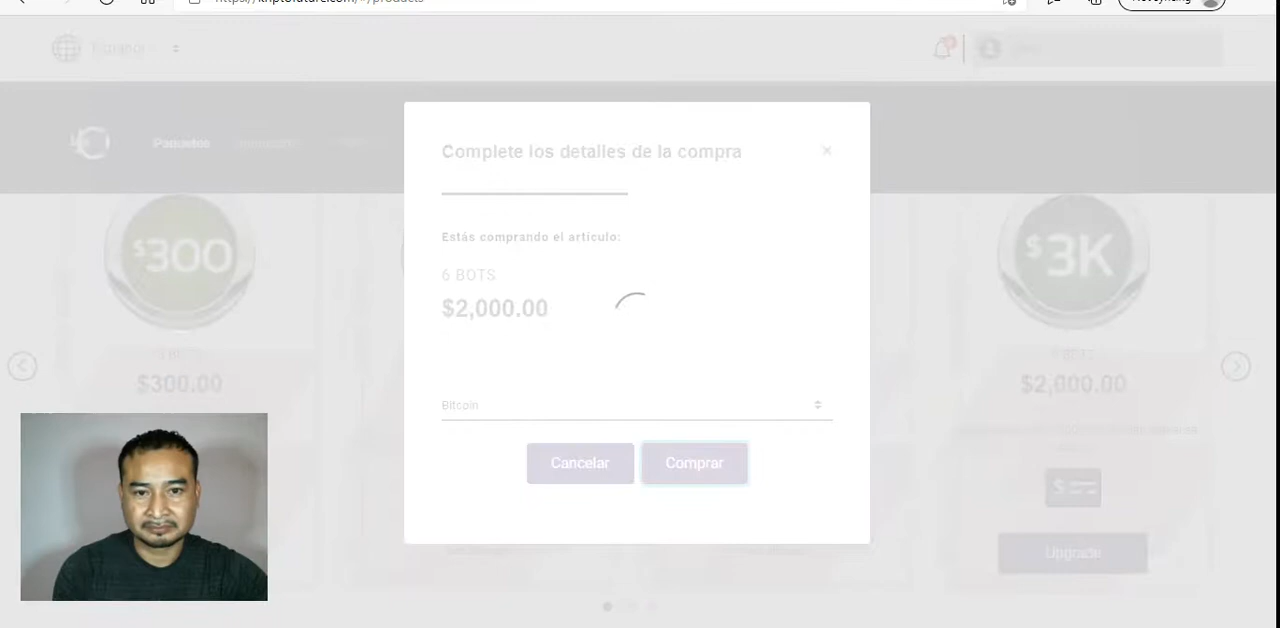 Paquetes
Complete los detalles de la compra
Estás comprando el artículo:
6 BOTS
$2,000.00
Bitcoin
Cancelar
Comprar
$300
$300.00
$3K
$2,000.00
$
Upgrade